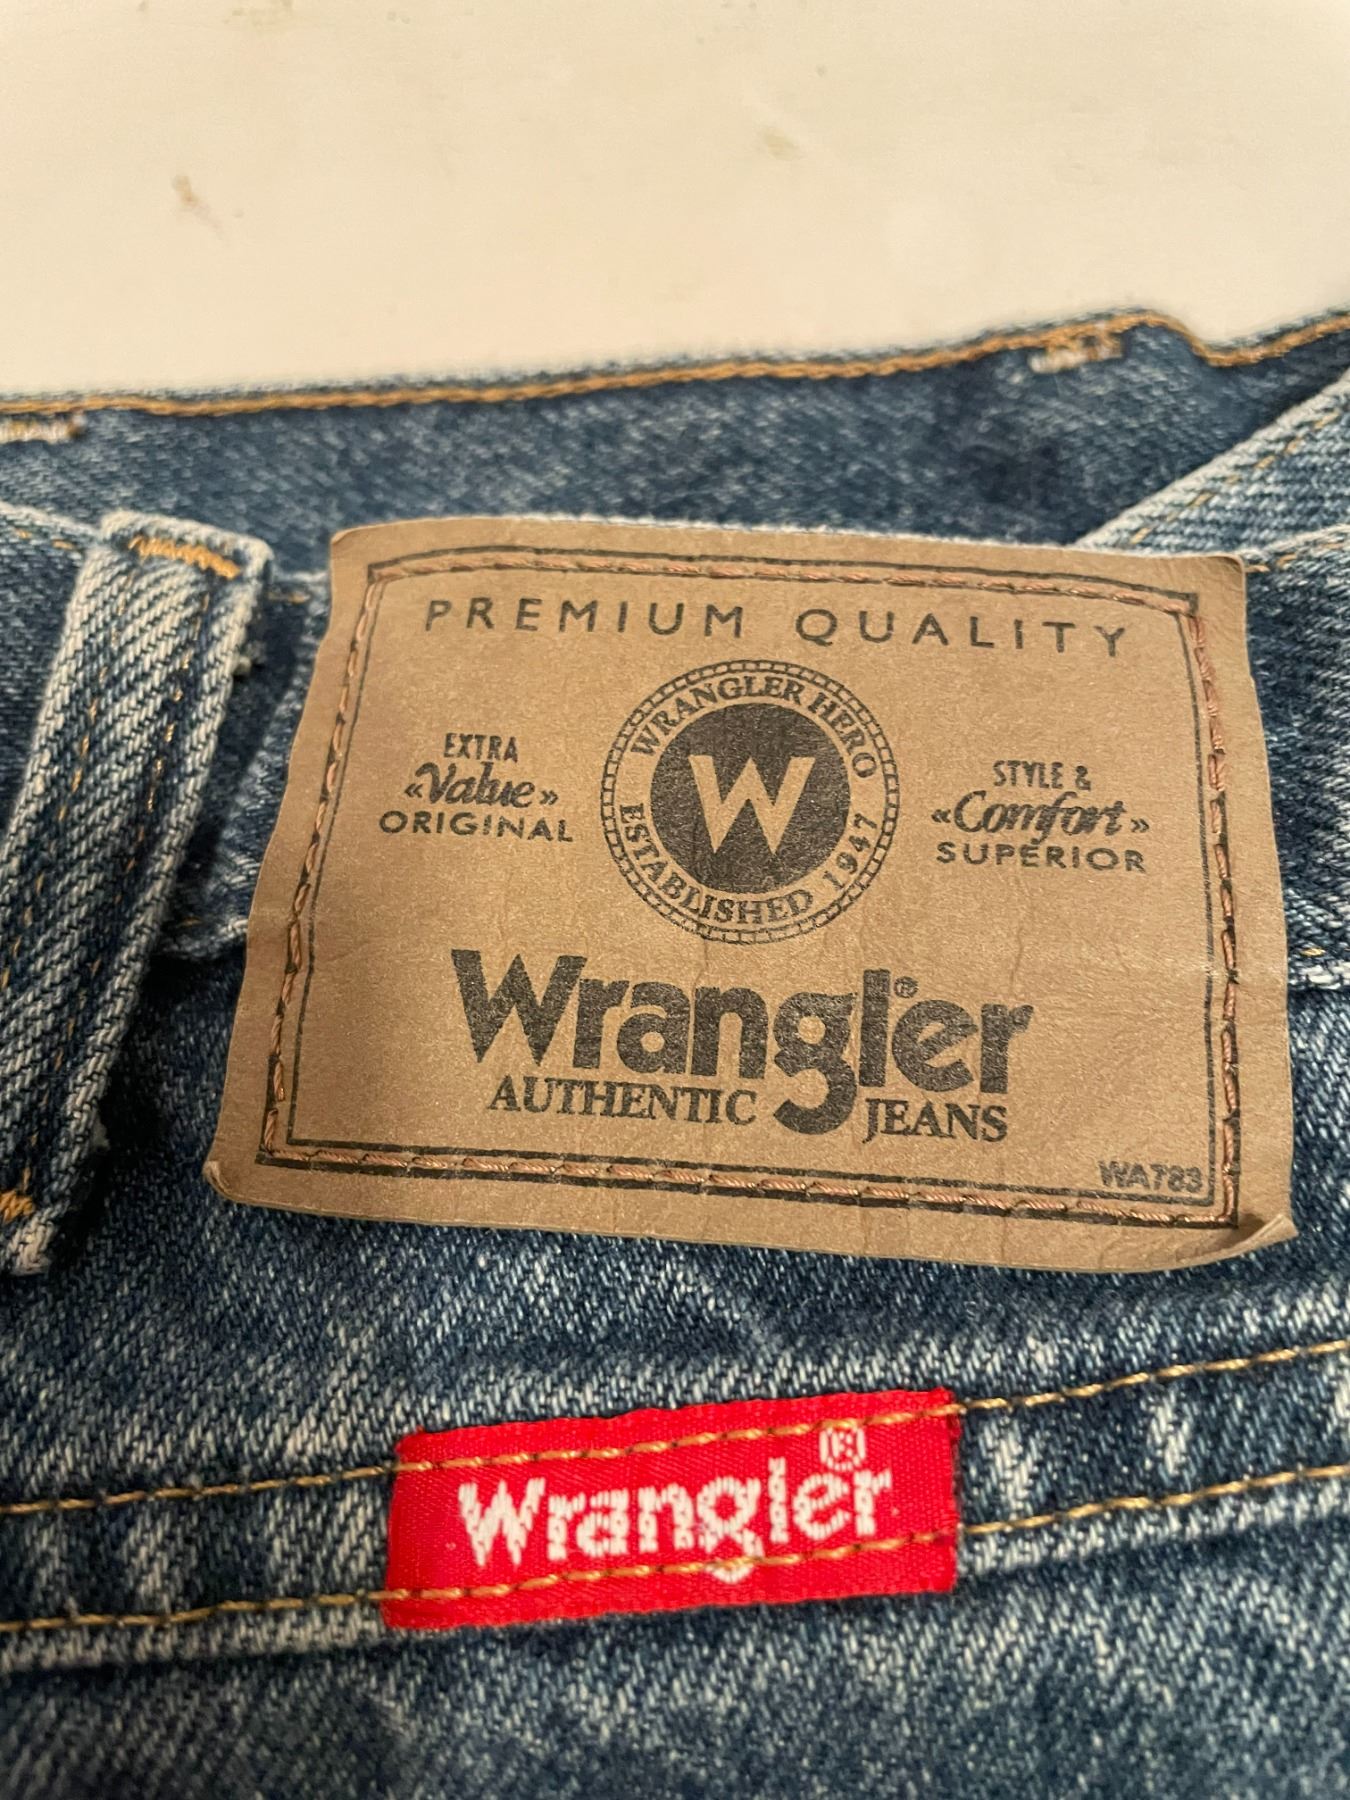 PREMIUM QUALITY
EXTRA
«Value»
ORIGINAL
WRANGLER HERO
W
ESTABLISHED 1947
STYLE &
«Comfort»
SUPERIOR
Wrangler®
AUTHENTIC JEANS
WA783
Wrangler®